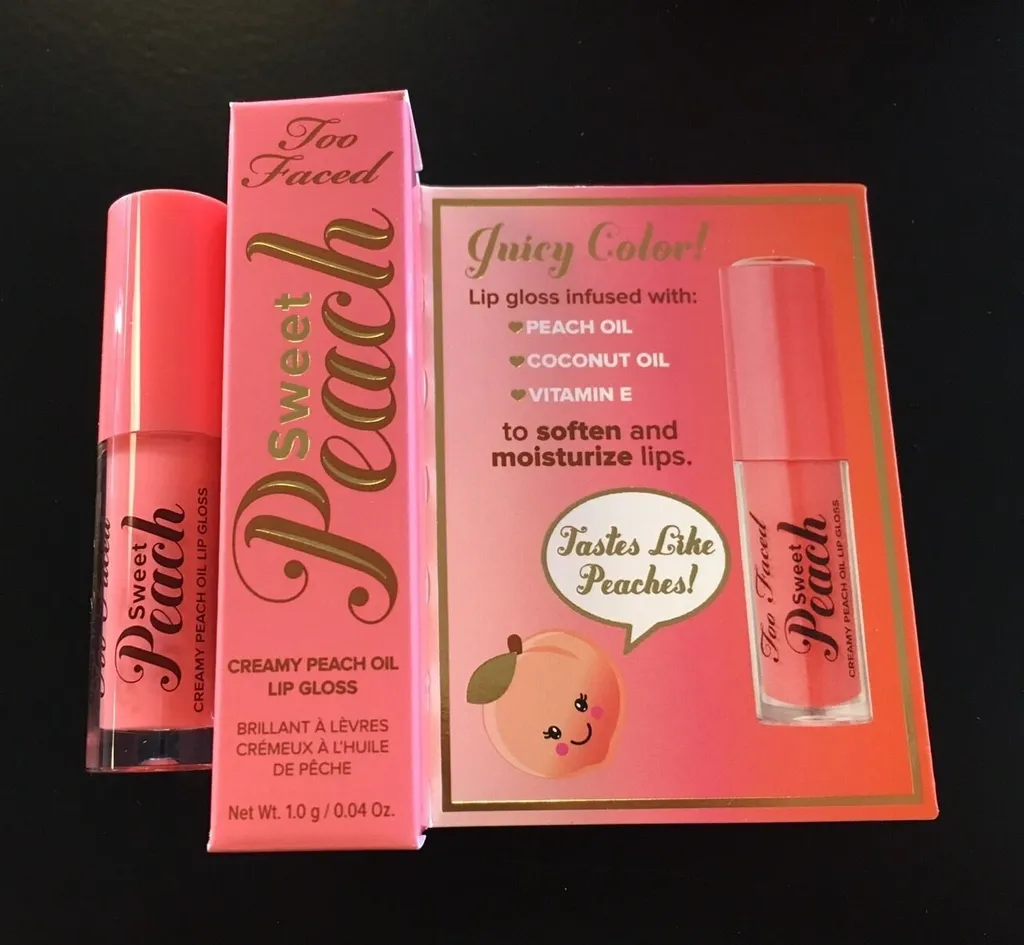 Too Faced
Sweet
Peach
CREAMY PEACH OIL LIP GLOSS
Too
Faced
Sweet
Peach
CREAMY PEACH OIL
LIP GLOSS
BRILLANT À LÈVRES
CRÉMEUX À L'HUILE
DE PÊCHE
Net Wt. 1.0 g / 0.04 Oz.
Juicy Color!
Lip gloss infused with:
PEACH OIL
COCONUT OIL
VITAMIN E
to soften and
moisturize lips.
Tastes Like
Peaches!
Too Faced
Sweet
Peach
CREAMY PEACH OIL LIP GLOSS